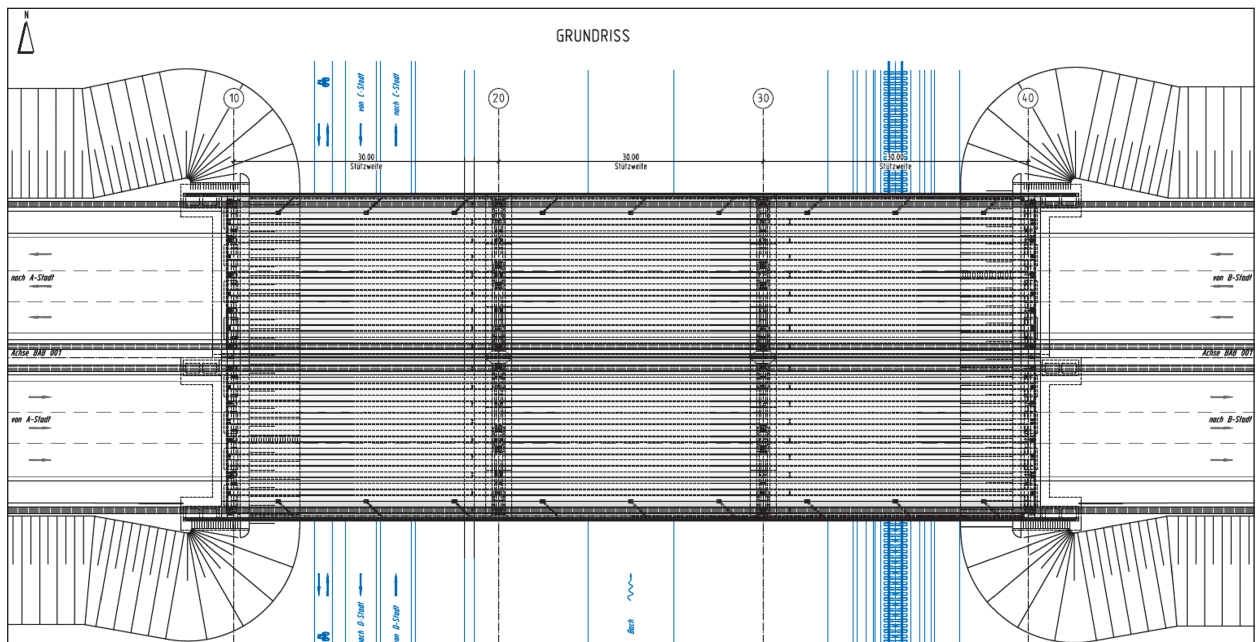 N
GRUNDRISS
von C-Stadt
nach C-Stadt
10
20
30
40
30.00
Stützweite
30.00
Stützweite
30.00
Stützweite
nach A-Stadt
von B-Stadt
Achse BAB 001
Achse BAB 001
von A-Stadt
nach B-Stadt
nach D-Stadt
von D-Stadt
Bach